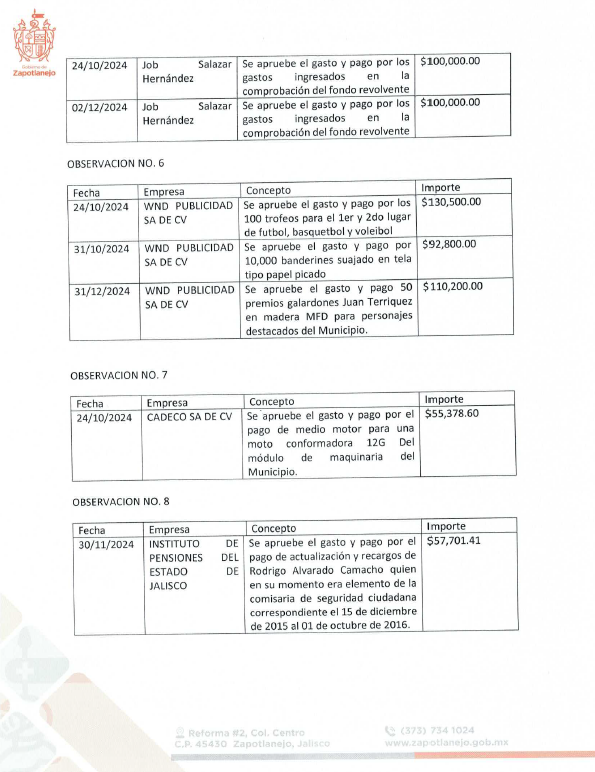 Gobierno de
Zapotlanejo
24/10/2024 Job Salazar Se apruebe el gasto y pago por los $100,000.00
Hernández gastos ingresados en la
comprobación del fondo revolvente
02/12/2024 Job Salazar Se apruebe el gasto y pago por los $100,000.00
Hernández gastos ingresados en la
comprobación del fondo revolvente
OBSERVACION NO. 6
Fecha Empresa Concepto Importe
24/10/2024 WND PUBLICIDAD Se apruebe el gasto y pago por los $130,500.00
SA DE CV 100 trofeos para el 1er y 2do lugar
de futbol, basquetbol y voleibol
31/10/2024 WND PUBLICIDAD Se apruebe el gasto y pago por $92,800.00
SA DE CV 10,000 banderines suajado en tela
tipo papel picado
31/12/2024 WND PUBLICIDAD Se apruebe el gasto y pago 50 $110,200.00
SA DE CV premios galardones Juan Terriquez
en madera MFD para personajes
destacados del Municipio.
OBSERVACION NO. 7
Fecha Empresa Concepto Importe
24/10/2024 CADECO SA DE CV Se apruebe el gasto y pago por el $55,378.60
pago de medio motor para una
moto conformadora 12G Del
módulo de maquinaria del
Municipio.
OBSERVACION NO. 8
Fecha Empresa Concepto Importe
30/11/2024 INSTITUTO DE Se apruebe el gasto y pago por el $57,701.41
PENSIONES DEL pago de actualización y recargos de
ESTADO DE Rodrigo Alvarado Camacho quien
JALISCO en su momento era elemento de la
comisaria de seguridad ciudadana
correspondiente el 15 de diciembre
de 2015 al 01 de octubre de 2016.
Reforma #2, Col. Centro (373) 734 1024
C.P. 45430 Zapotlanejo, Jalisco www.zapotlanejo.gob.mx